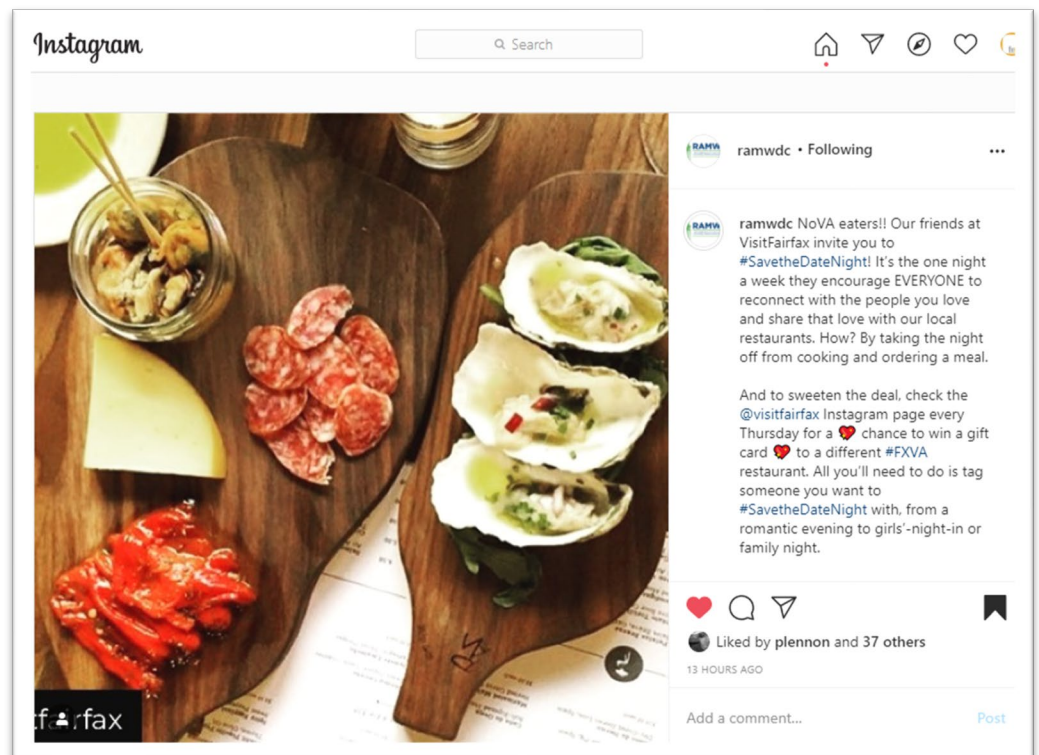 Instagram
Search
RAMW
ramwdc • Following
•••
RAMW
ramwdc NoVA eaters!! Our friends at
VisitFairfax invite you to
#SavetheDateNight! It's the one night
a week they encourage EVERYONE to
reconnect with the people you love
and share that love with our local
restaurants. How? By taking the night
off from cooking and ordering a meal.
And to sweeten the deal, check the
@visitfairfax Instagram page every
Thursday for a 💖 chance to win a gift
card 💖 to a different #FXVA
restaurant. All you'll need to do is tag
someone you want to
#SavetheDateNight with, from a
romantic evening to girls'-night-in or
family night.
Liked by plennon and 37 others
13 HOURS AGO
Add a comment...
Post